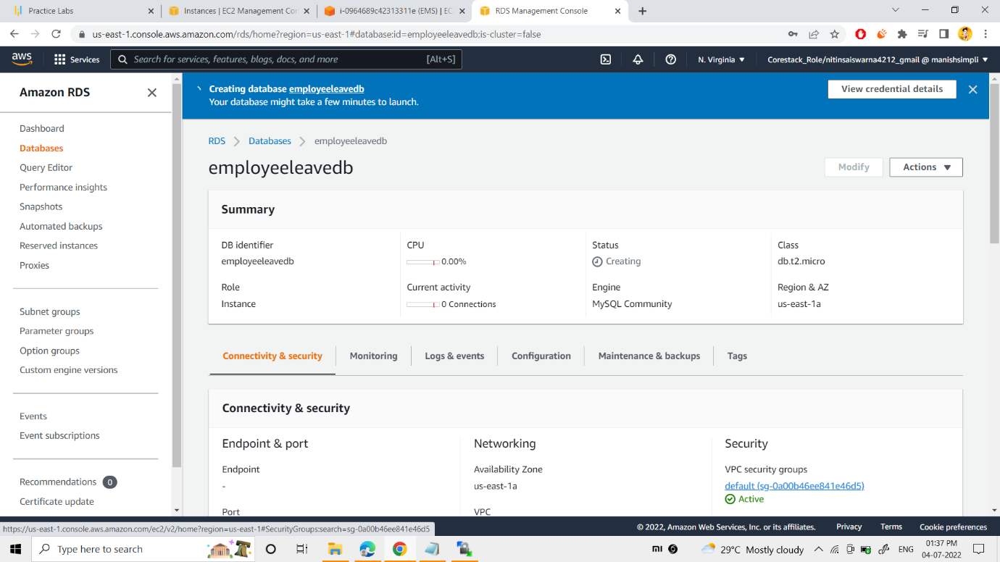 Practice Labs
Instances | EC2 Management Con
i-0964689c42313311e (EMS) | EC
RDS Management Console
us-east-1.console.aws.amazon.com/rds/home?region=us-east-1#database:id=employeeleavedb;is-cluster=false
aws
Services
Search for services, features, blogs, docs, and more
[Alt+S]
N. Virginia
Corestack_Role/nitinsaiswarna4212_gmail @ manishsimpli
Amazon RDS
Dashboard
Databases
Query Editor
Performance insights
Snapshots
Automated backups
Reserved instances
Proxies
Subnet groups
Parameter groups
Option groups
Custom engine versions
Events
Event subscriptions
Recommendations 0
Certificate update
Creating database employeeleavedb
Your database might take a few minutes to launch.
View credential details
RDS Databases employeeleavedb
employeeleavedb
Modify
Actions
Summary
DB identifier
employeeleavedb
CPU
0.00%
Status
Creating
Class
db.t2.micro
Role
Instance
Current activity
0 Connections
Engine
MySQL Community
Region & AZ
us-east-1a
Connectivity & security
Monitoring
Logs & events
Configuration
Maintenance & backups
Tags
Connectivity & security
Endpoint & port
Endpoint
-
Port
Networking
Availability Zone
us-east-1a
VPC
Security
VPC security groups
default (sg-0a00b46ee841e46d5)
Active
https://us-east-1.console.aws.amazon.com/ec2/v2/home?region=us-east-1#SecurityGroups:search=sg-0a00b46ee841e46d5
© 2022, Amazon Web Services, Inc. or its affiliates.
Privacy
Terms
Cookie preferences
Type here to search
29°C Mostly cloudy
ENG
01:37 PM
04-07-2022